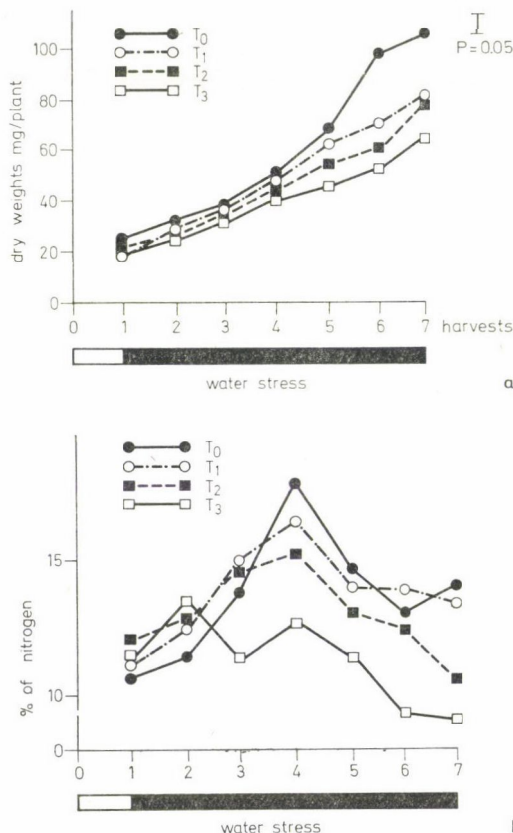 100
80
60
40
20
0
dry weights mg/plant
T0
T1
T2
T3
P=0.05
0 1 2 3 4 5 6 7 harvests
water stress
a
T0
T1
T2
T3
15
10
0
% of nitrogen
0 1 2 3 4 5 6 7
water stress